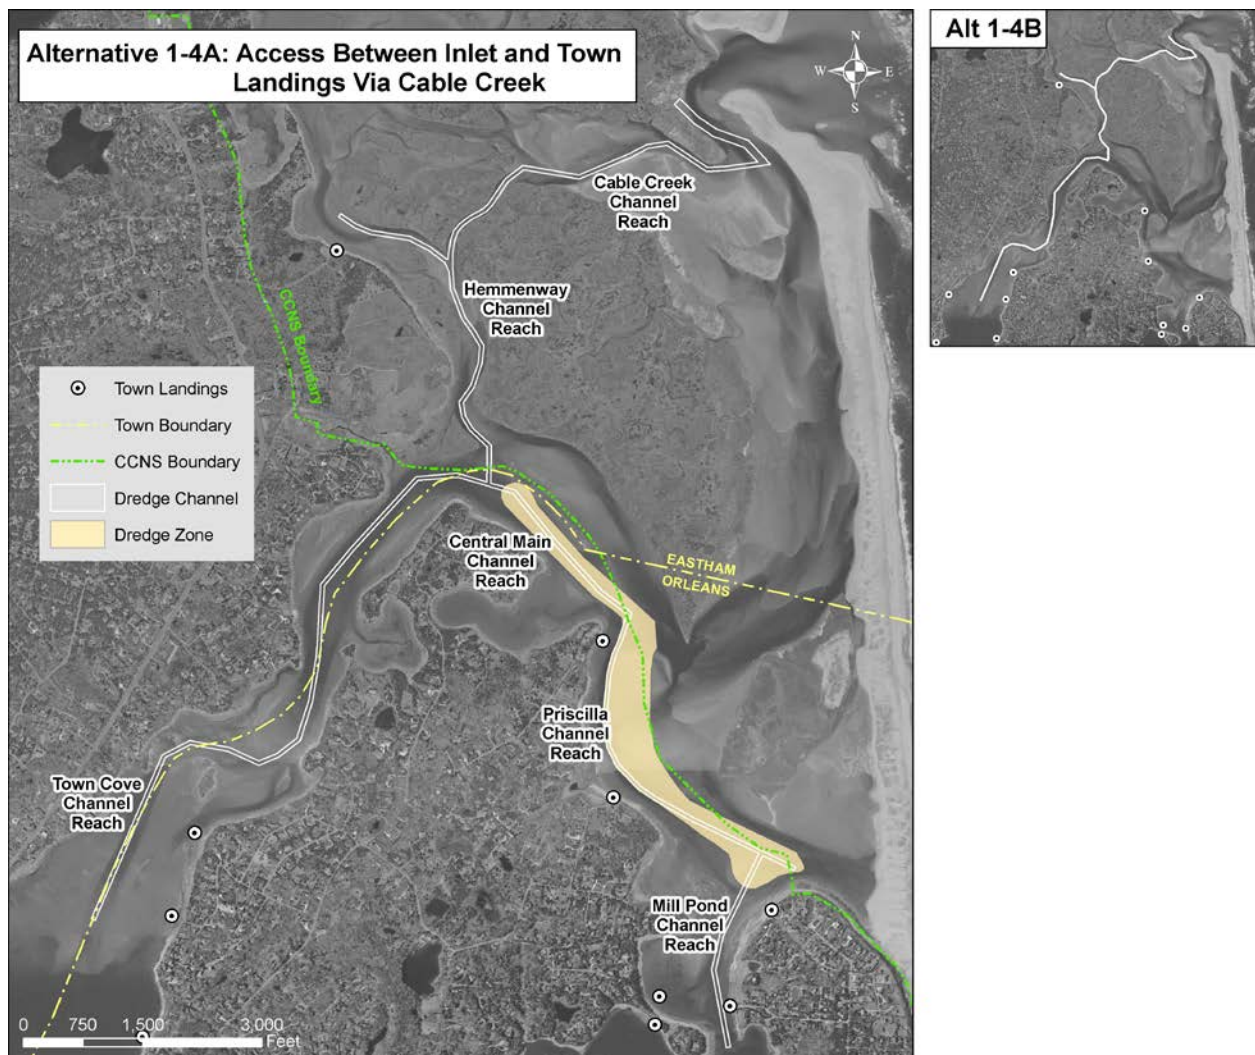 Alternative 1-4A: Access Between Inlet and Town
Landings Via Cable Creek
N
W
E
S
Cable Creek
Channel
Reach
Hemmenway
Channel
Reach
CCNS Boundary
Town Landings
Town Boundary
CCNS Boundary
Dredge Channel
Dredge Zone
Central Main
Channel
Reach
EASTHAM
ORLEANS
Priscilla
Channel
Reach
Town Cove
Channel
Reach
Mill Pond
Channel
Reach
0 750 1,500 3,000
Feet
Alt 1-4B